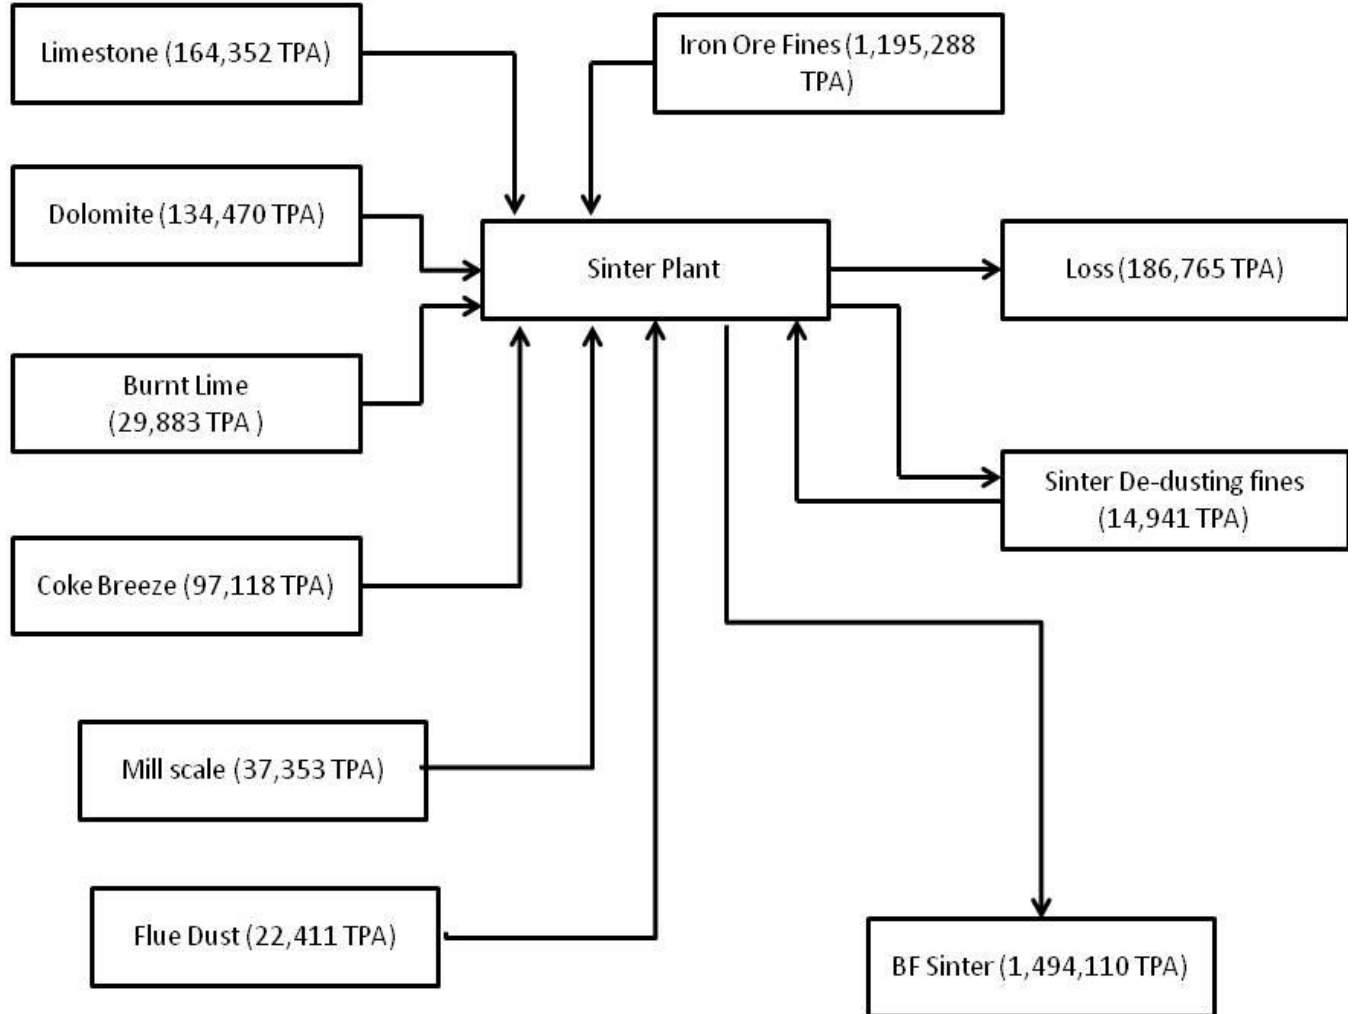 Limestone (164,352 TPA)
Iron Ore Fines (1,195,288
TPA)
Dolomite (134,470 TPA)
Sinter Plant
Loss (186,765 TPA)
Burnt Lime
(29,883 TPA )
Sinter De-dusting fines
(14,941 TPA)
Coke Breeze (97,118 TPA)
Mill scale (37,353 TPA)
Flue Dust (22,411 TPA)
BF Sinter (1,494,110 TPA)